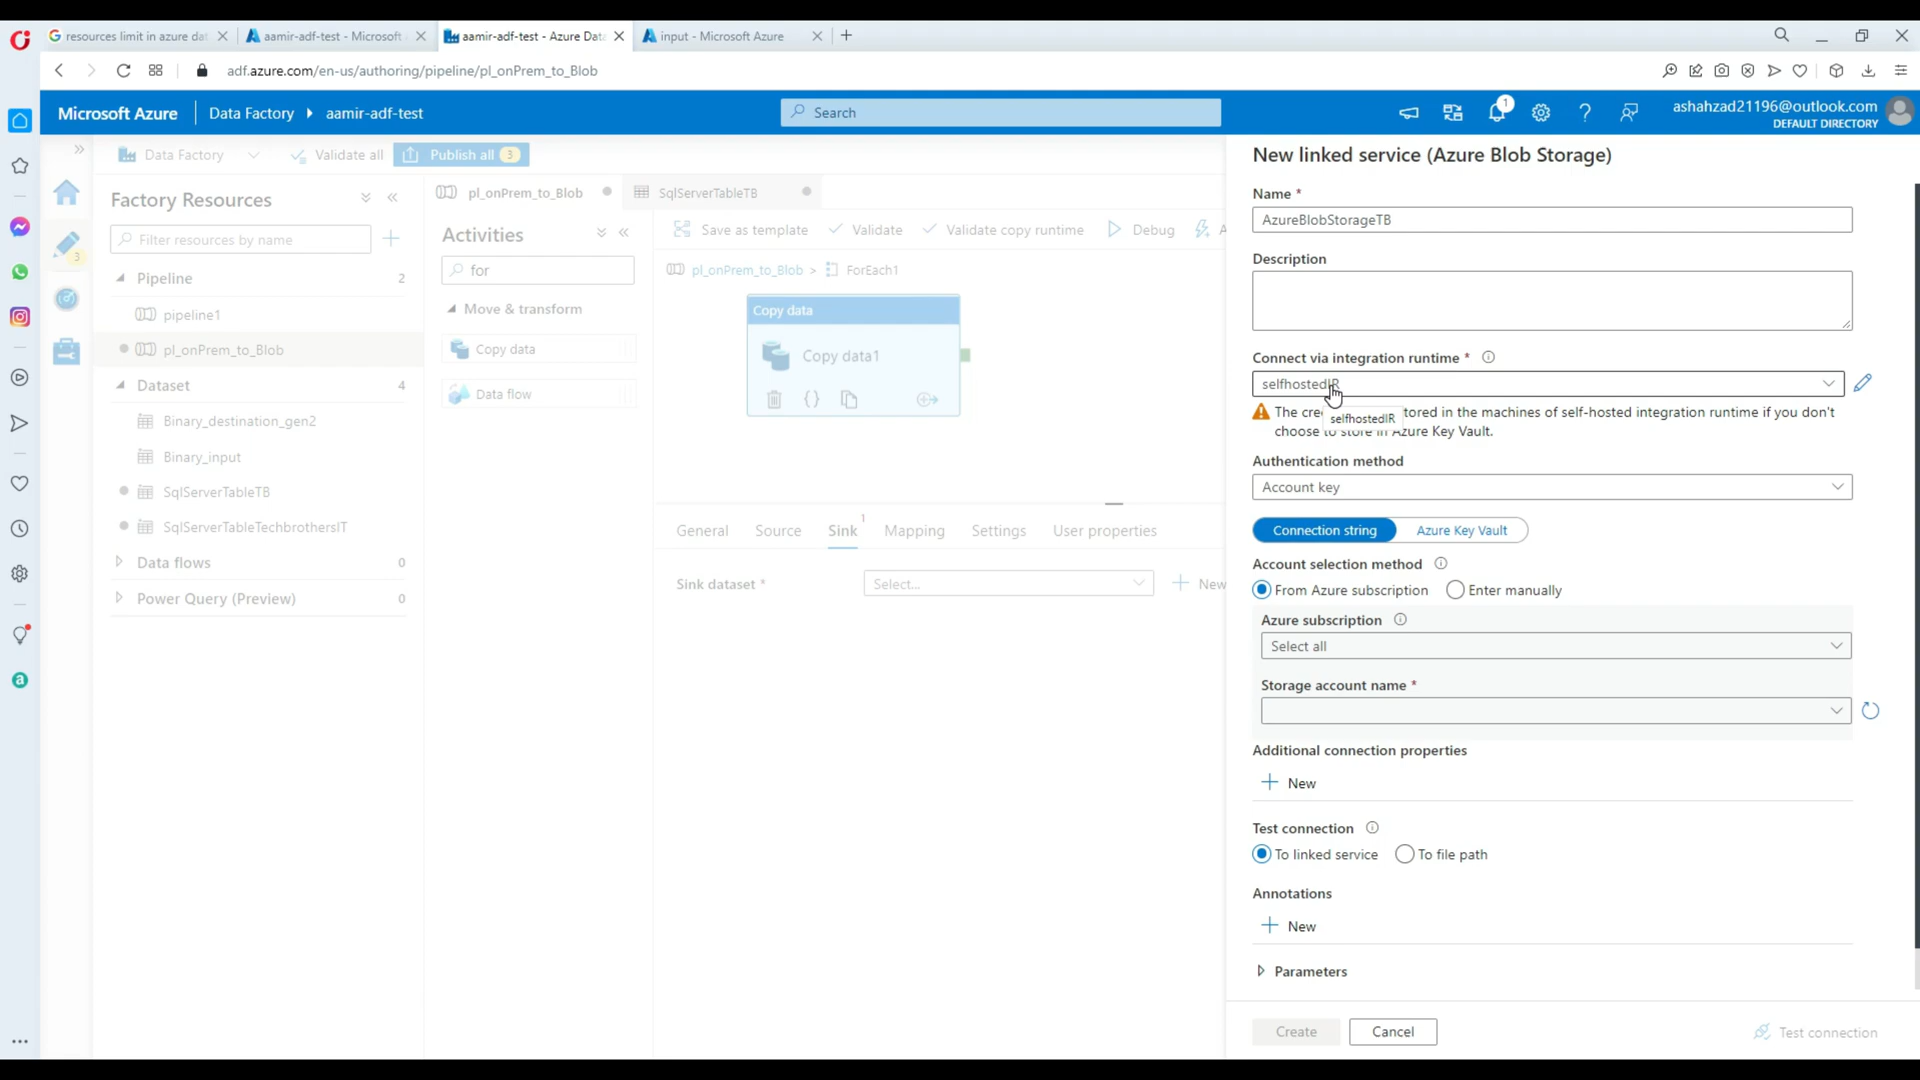 resources limit in azure dat
aamir-adf-test - Microsoft
aamir-adf-test - Azure Data
input - Microsoft Azure
adf.azure.com/en-us/authoring/pipeline/pl_onPrem_to_Blob
Microsoft Azure
Data Factory
aamir-adf-test
Search
1
ashahzad21196@outlook.com
DEFAULT DIRECTORY
Data Factory
Validate all
Publish all
3
Factory Resources
Filter resources by name
3
Pipeline
2
pipeline1
pl_onPrem_to_Blob
Dataset
4
Binary_destination_gen2
Binary_input
SqlServerTableTB
SqlServerTableTechbrothersIT
Data flows
0
Power Query (Preview)
0
pl_onPrem_to_Blob
SqlServerTableTB
Activities
for
Move & transform
Copy data
Data flow
Save as template
Validate
Validate copy runtime
Debug
A
pl_onPrem_to_Blob > ForEach1
Copy data
Copy data1
General
Source
Sink
1
Mapping
Settings
User properties
Sink dataset *
Select...
New
New linked service (Azure Blob Storage)
Name *
AzureBlobStorageTB
Description
Connect via integration runtime *
selfhostedIR
The cre tored in the machines of self-hosted integration runtime if you don't
choose to store in Azure Key Vault.
selfhostedIR
Authentication method
Account key
Connection string
Azure Key Vault
Account selection method
From Azure subscription
Enter manually
Azure subscription
Select all
Storage account name *
Additional connection properties
New
Test connection
To linked service
To file path
Annotations
New
Parameters
Create
Cancel
Test connection